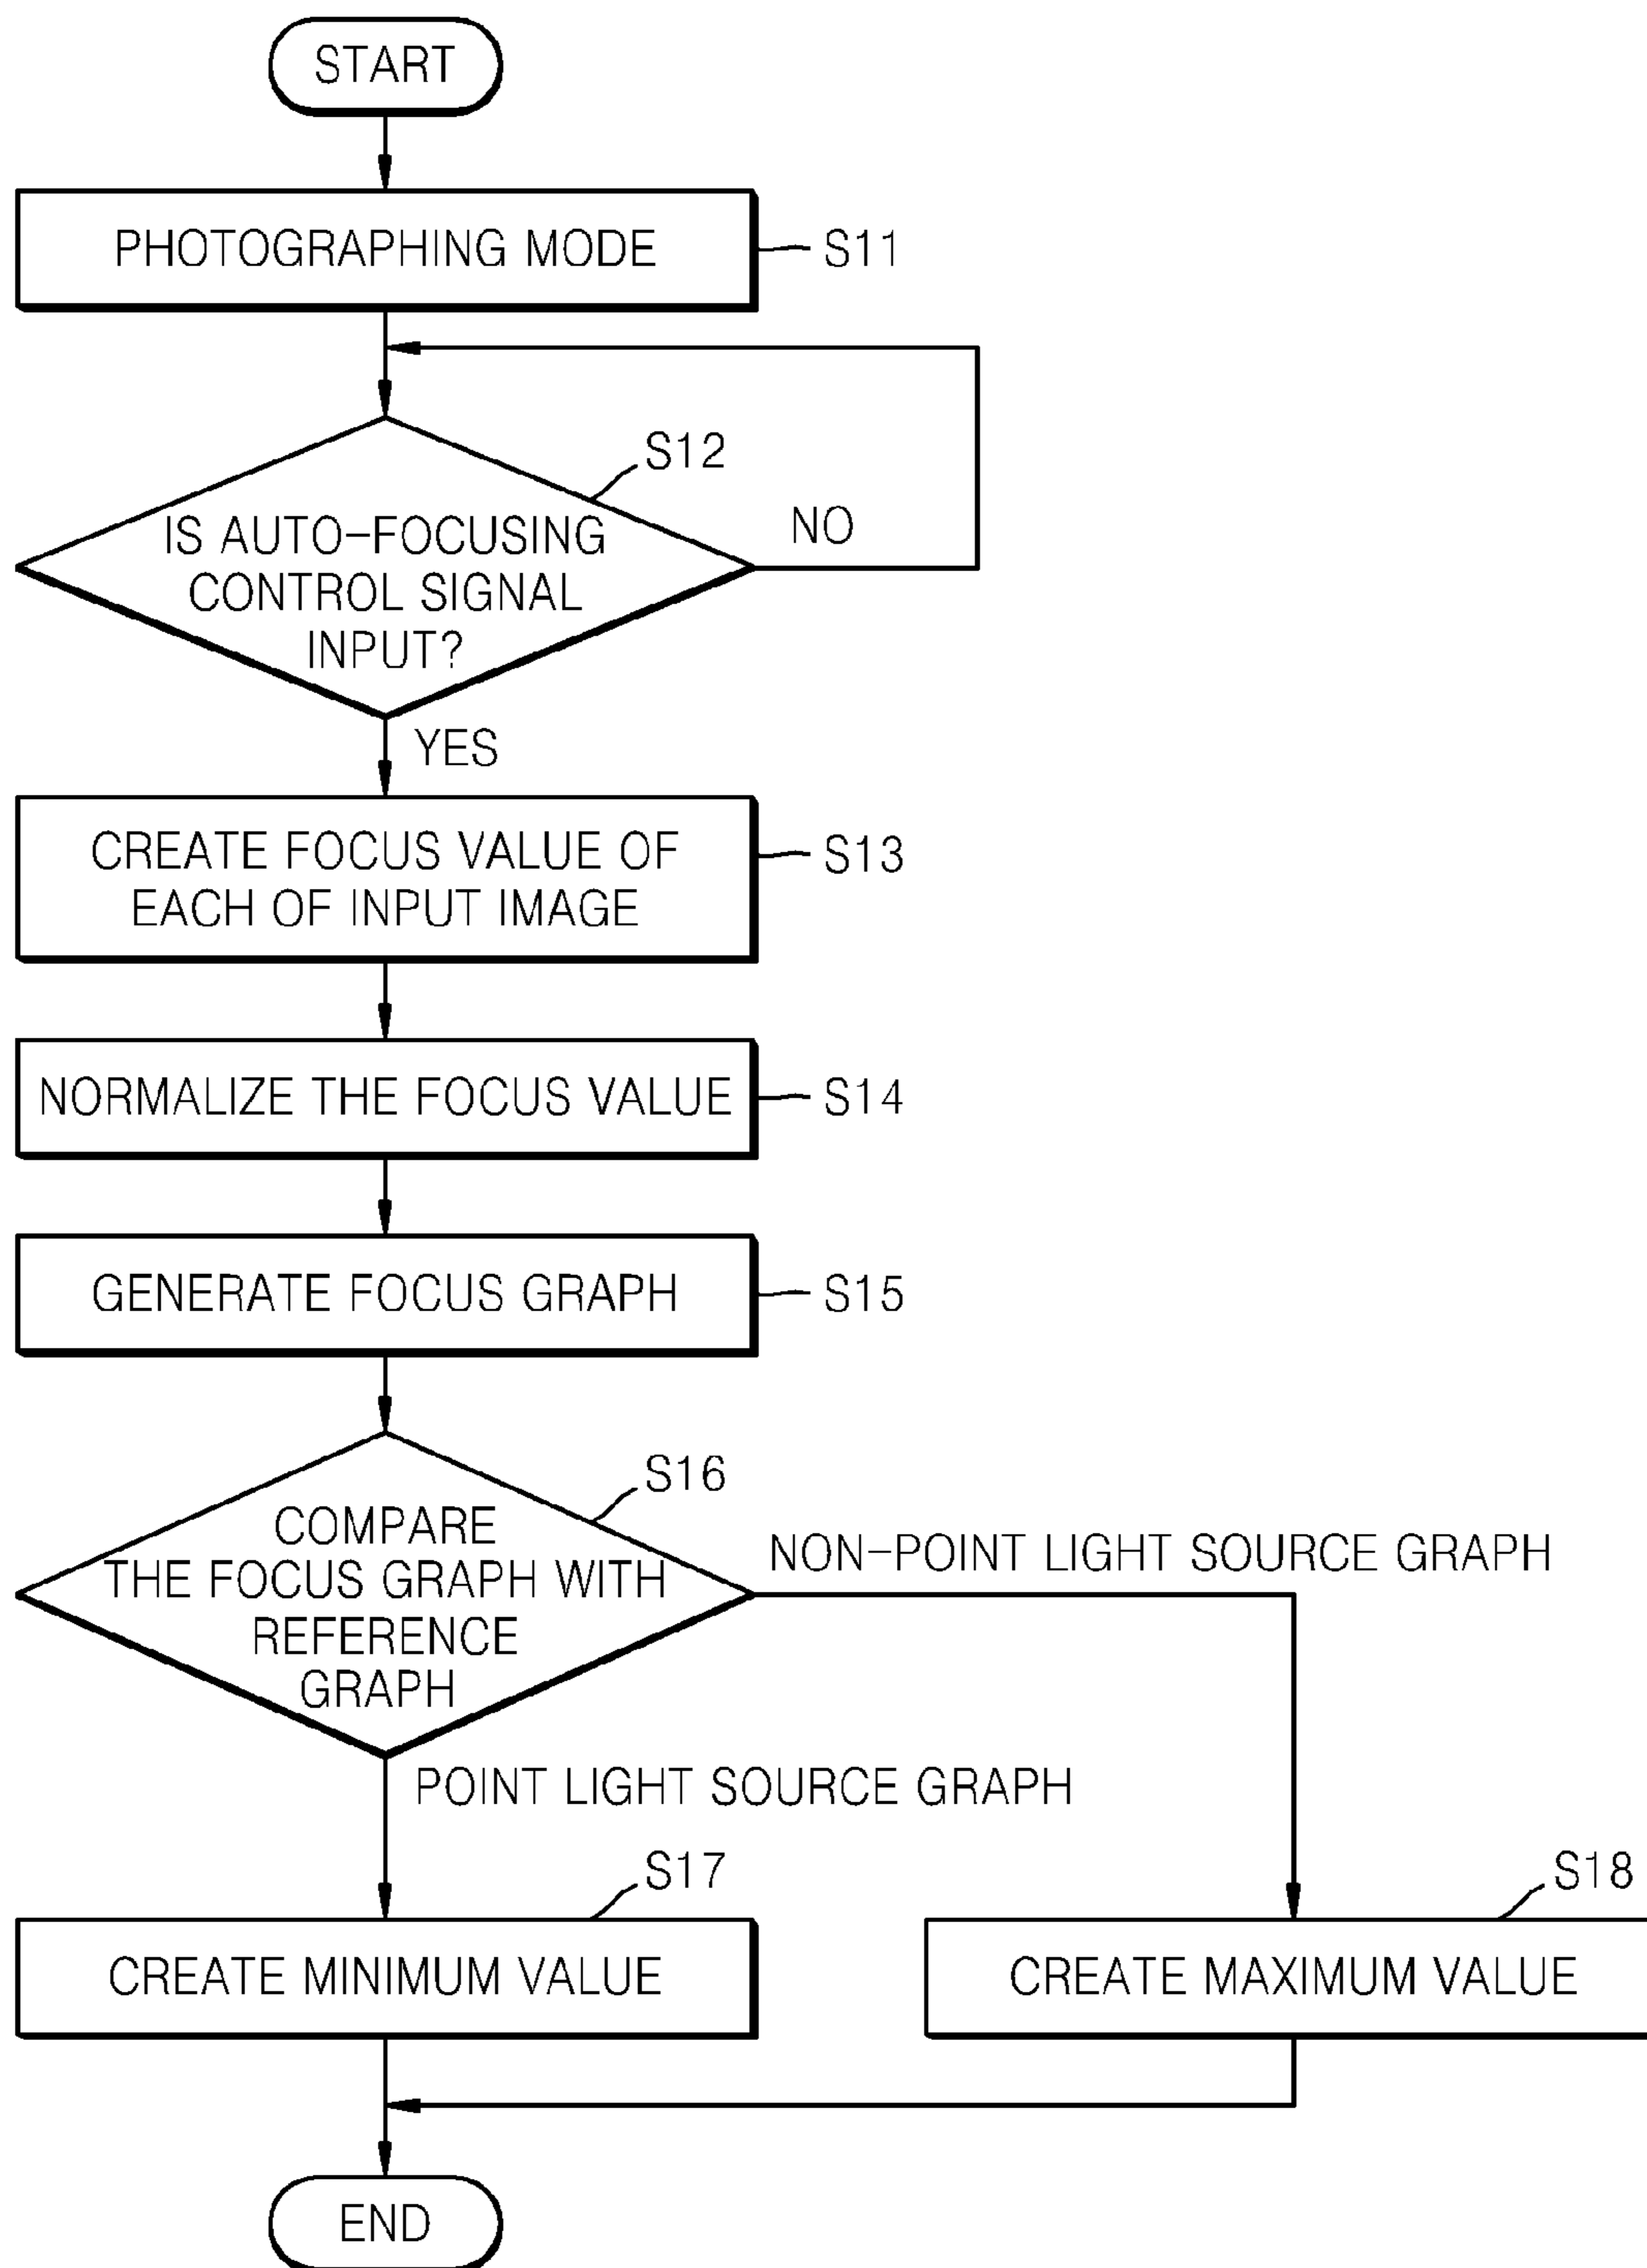 START
PHOTOGRAPHING MODE
S11
S12
IS AUTO-FOCUSING
CONTROL SIGNAL
INPUT?
NO
YES
CREATE FOCUS VALUE OF
EACH OF INPUT IMAGE
S13
NORMALIZE THE FOCUS VALUE
S14
GENERATE FOCUS GRAPH
S15
S16
COMPARE
THE FOCUS GRAPH WITH
REFERENCE
GRAPH
NON-POINT LIGHT SOURCE GRAPH
POINT LIGHT SOURCE GRAPH
S17
CREATE MINIMUM VALUE
S18
CREATE MAXIMUM VALUE
END